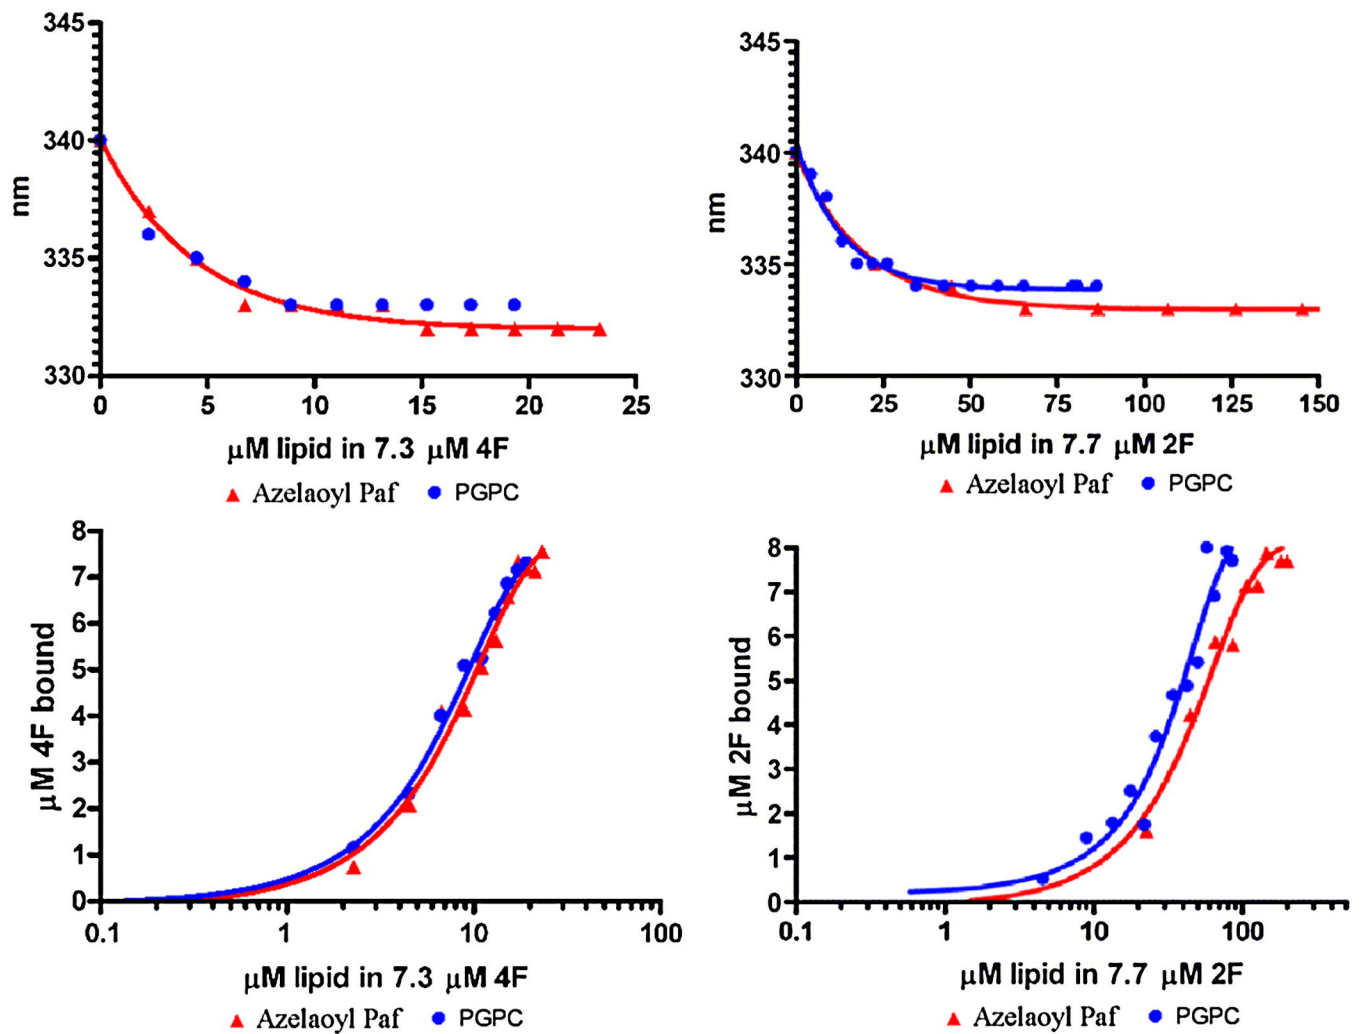 345
340
335
330
nm
0 5 10 15 20 25
μM lipid in 7.3 μM 4F
Azelaoyl Paf PGPC
345
340
335
330
nm
0 25 50 75 100 125 150
μM lipid in 7.7 μM 2F
Azelaoyl Paf PGPC
8
7
6
5
4
3
2
1
0
μM 4F bound
0.1 1 10 100
μM lipid in 7.3 μM 4F
Azelaoyl Paf PGPC
8
7
6
5
4
3
2
1
0
μM 2F bound
0.1 1 10 100
μM lipid in 7.7 μM 2F
Azelaoyl Paf PGPC